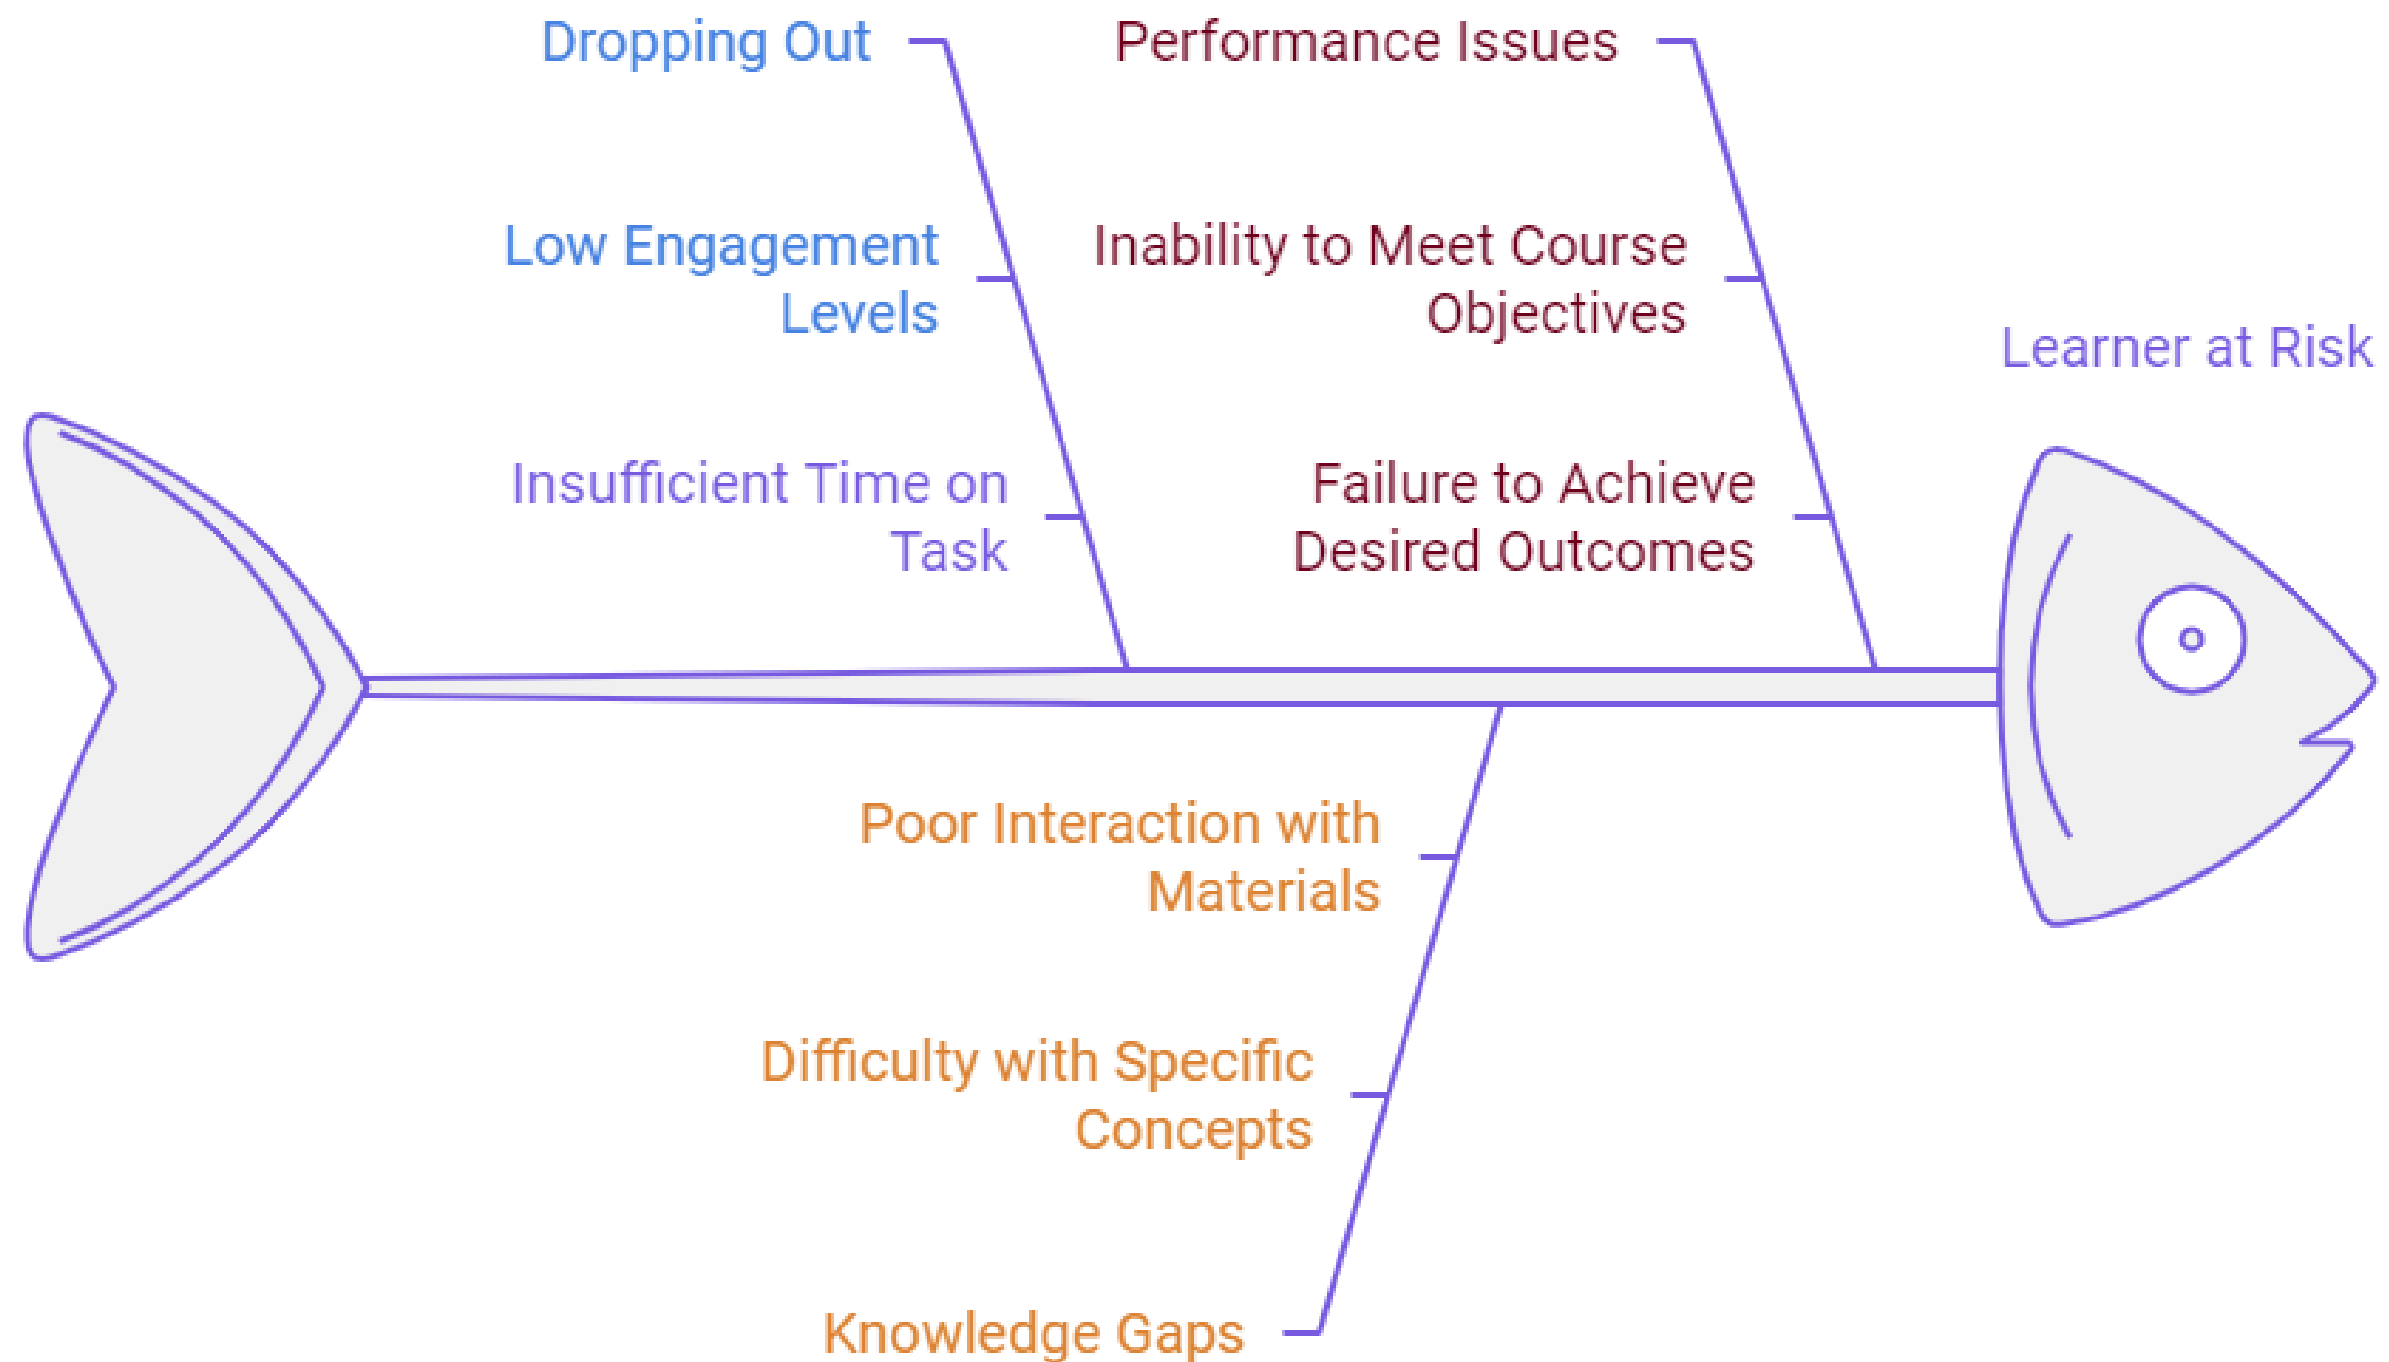 Dropping Out
Performance Issues
Low Engagement
Levels
Inability to Meet Course
Objectives
Learner at Risk
Insufficient Time on
Task
Failure to Achieve
Desired Outcomes
Poor Interaction with
Materials
Difficulty with Specific
Concepts
Knowledge Gaps